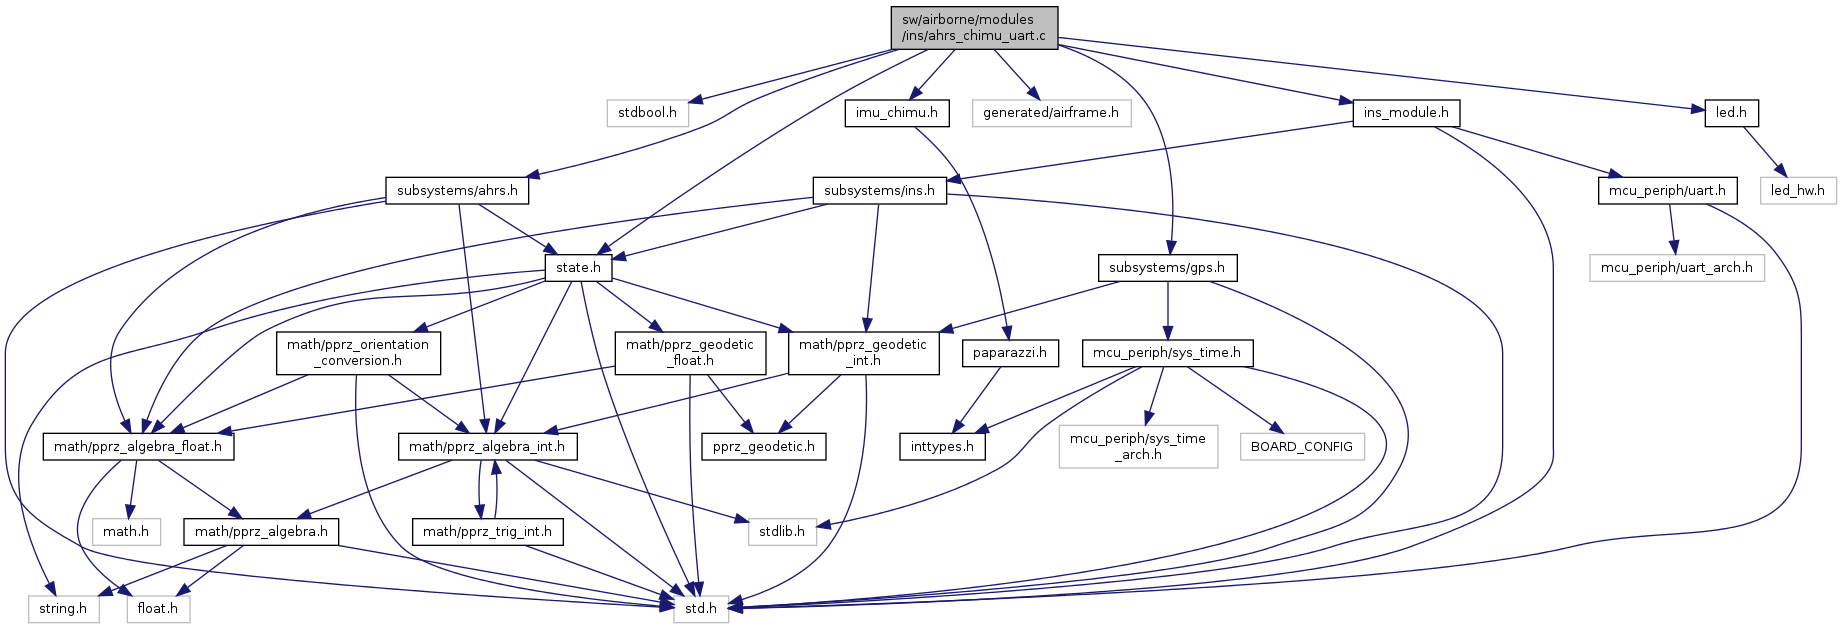 sw/airborne/modules
/ins/ahrs_chimu_uart.c
stdbool.h
imu_chimu.h
generated/airframe.h
ins_module.h
led.h
subsystems/ahrs.h
subsystems/ins.h
mcu_periph/uart.h
led_hw.h
state.h
subsystems/gps.h
mcu_periph/uart_arch.h
math/pprz_orientation
_conversion.h
math/pprz_geodetic
_float.h
math/pprz_geodetic
_int.h
paparazzi.h
mcu_periph/sys_time.h
math/pprz_algebra_float.h
math/pprz_algebra_int.h
pprz_geodetic.h
inttypes.h
mcu_periph/sys_time
_arch.h
BOARD_CONFIG
math.h
math/pprz_algebra.h
math/pprz_trig_int.h
stdlib.h
string.h
float.h
std.h